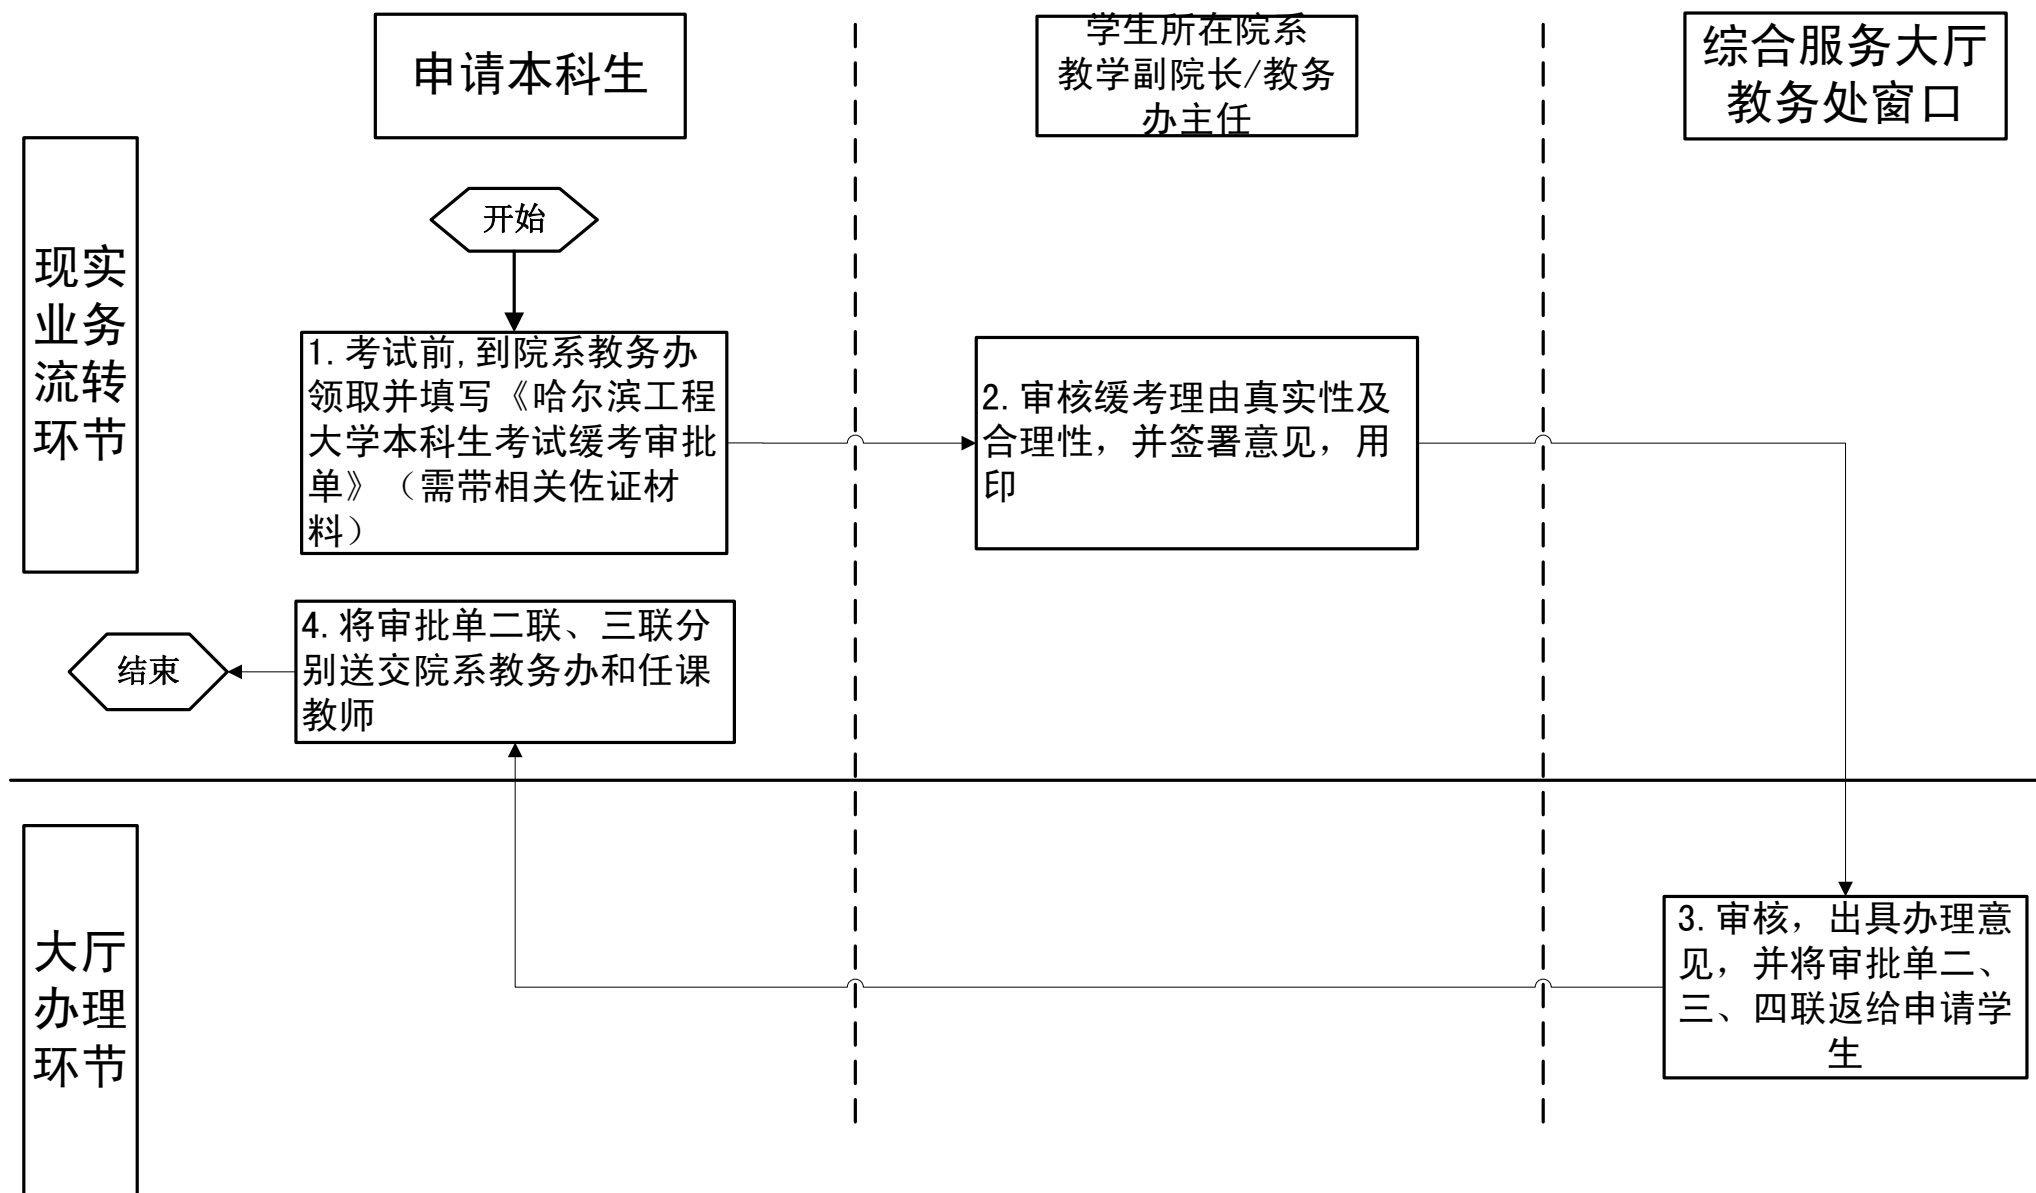 申请本科生
学生所在院系
教学副院长/教务
办主任
综合服务大厅
教务处窗口
现实
业务
流转
环节
开始
1.考试前,到院系教务办
领取并填写《哈尔滨工程
大学本科生考试缓考审批
单》（需带相关佐证材
料）
2.审核缓考理由真实性及
合理性，并签署意见，用
印
4.将审批单二联、三联分
别送交院系教务办和任课
教师
结束
大厅
办理
环节
3.审核，出具办理意
见，并将审批单二、
三、四联返给申请学
生